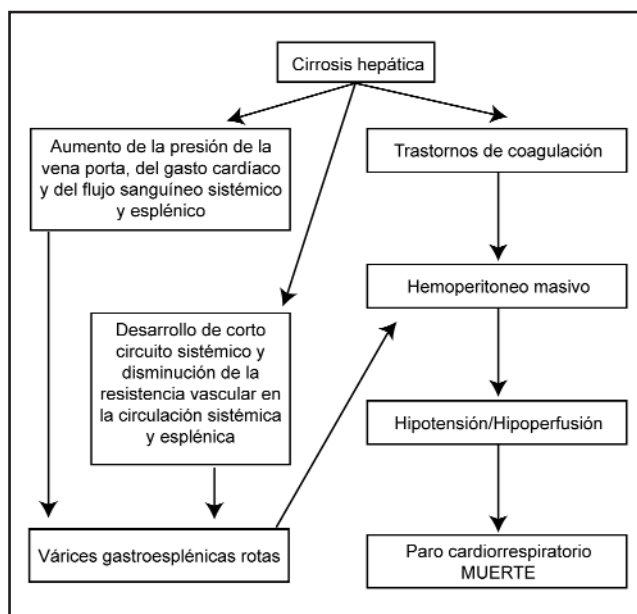 Cirrosis hepática
Aumento de la presión de la
vena porta, del gasto cardíaco
y del flujo sanguíneo sistémico
y esplénico
Trastornos de coagulación
Hemoperitoneo masivo
Desarrollo de corto
circuito sistémico y
disminución de la
resistencia vascular en
la circulación sistémica
y esplénica
Hipotensión/Hipoperfusión
Várices gastroesplénicas rotas
Paro cardiorrespiratorio
MUERTE